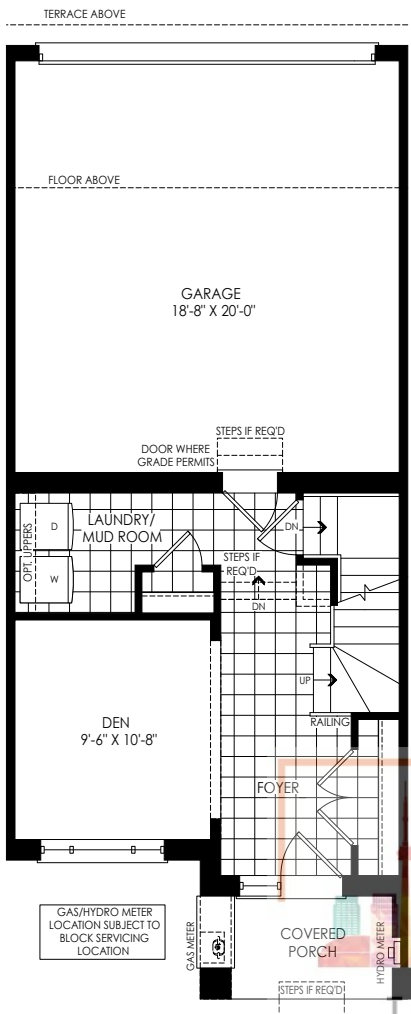 TERRACE ABOVE
FLOOR ABOVE
GARAGE
18'-8" X 20'-0"
STEPS IF REQ'D
DOOR WHERE
GRADE PERMITS
OPT. UPPERS
D
W
LAUNDRY/
MUD ROOM
DN
STEPS IF
REQ'D
DN
UP
RAILING
DEN
9'-6" X 10'-8"
FOYER
GAS/HYDRO METER
LOCATION SUBJECT TO
BLOCK SERVICING
LOCATION
GAS METER
COVERED
PORCH
HYDRO METER
STEPS IF REQ'D